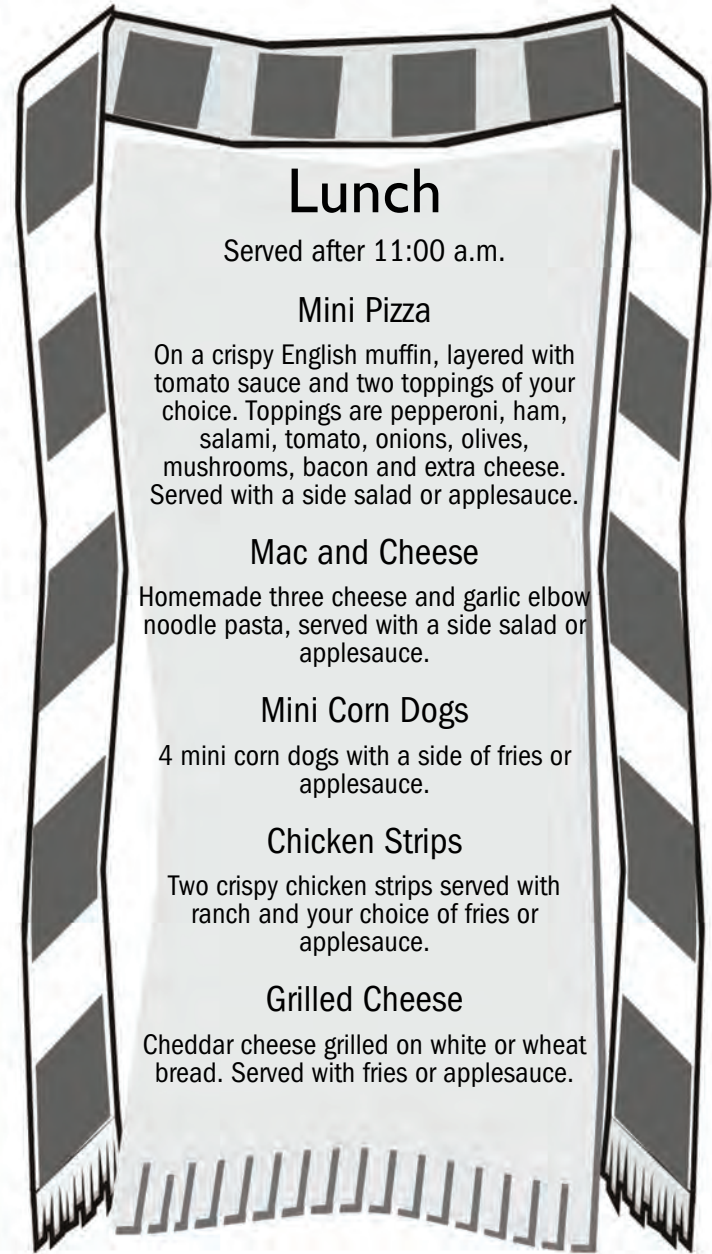 Lunch
Served after 11:00 a.m.
Mini Pizza
On a crispy English muffin, layered with
tomato sauce and two toppings of your
choice. Toppings are pepperoni, ham,
salami, tomato, onions, olives,
mushrooms, bacon and extra cheese.
Served with a side salad or applesauce.
Mac and Cheese
Homemade three cheese and garlic elbow
noodle pasta, served with a side salad or
applesauce.
Mini Corn Dogs
4 mini corn dogs with a side of fries or
applesauce.
Chicken Strips
Two crispy chicken strips served with
ranch and your choice of fries or
applesauce.
Grilled Cheese
Cheddar cheese grilled on white or wheat
bread. Served with fries or applesauce.